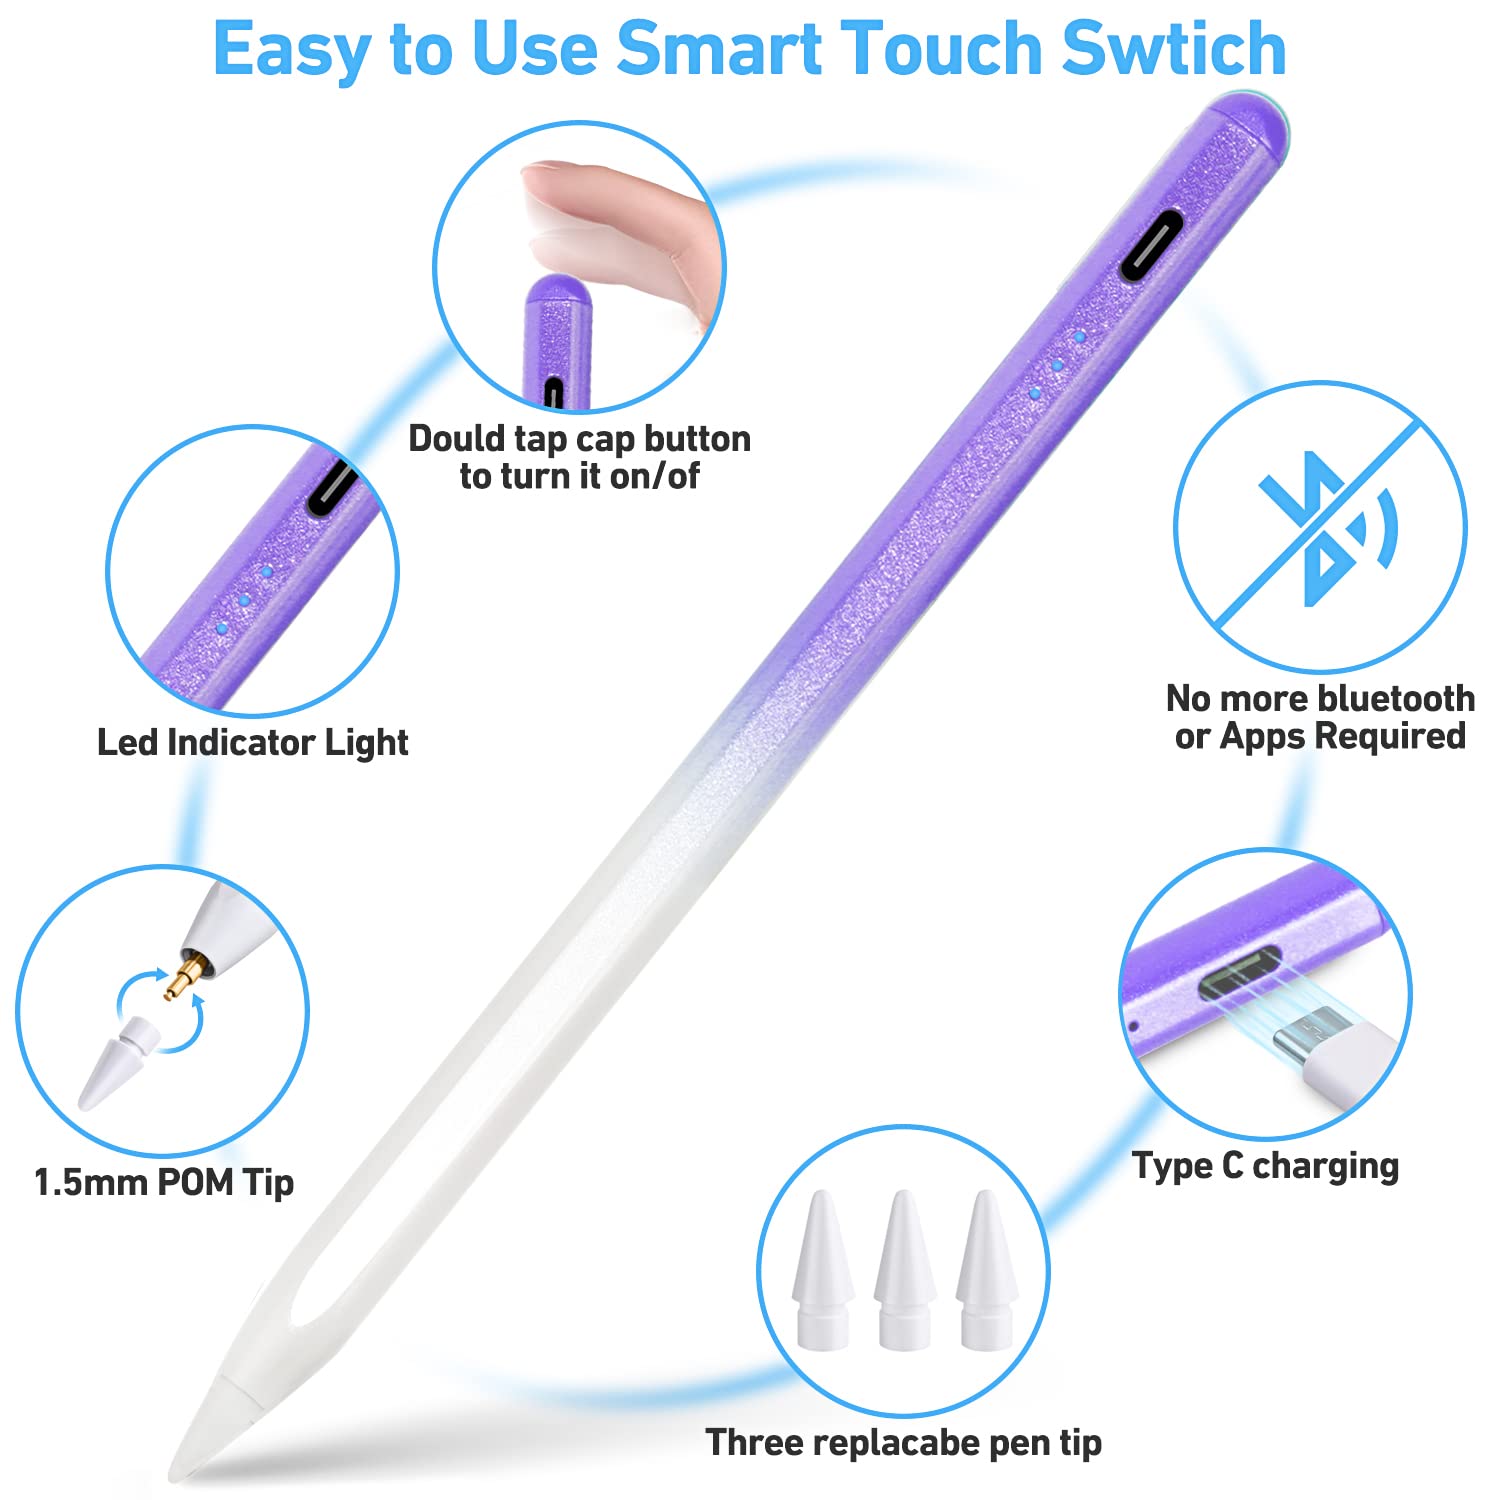 Easy to Use Smart Touch Swtich
Dould tap cap button
to turn it on/of
Led Indicator Light
No more bluetooth
or Apps Required
1.5mm POM Tip
Type C charging
Three replacabe pen tip